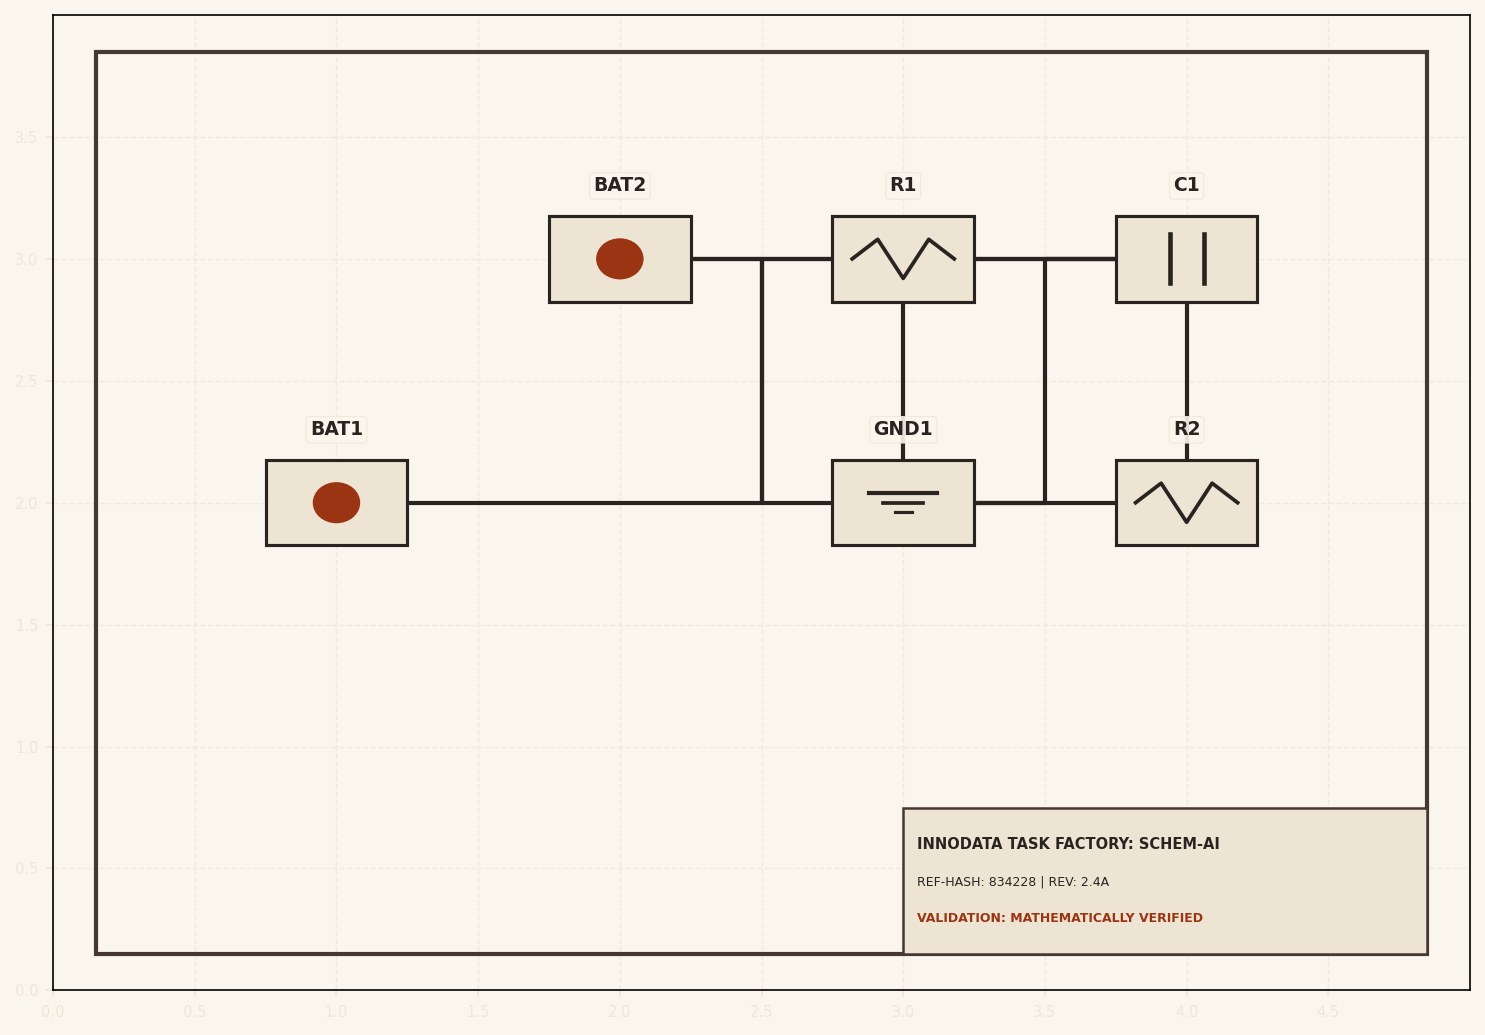 3.5
BAT2
R1
C1
3.0
2.5
BAT1
GND1
R2
2.0
1.5
1.0
INNODATA TASK FACTORY: SCHEM-AI
0.5
REF-HASH: 834228 | REV: 2.4A
VALIDATION: MATHEMATICALLY VERIFIED
0.0
0.0 0.5 1.0 1.5 2.0 2.5 3.0 3.5 4.0 4.5